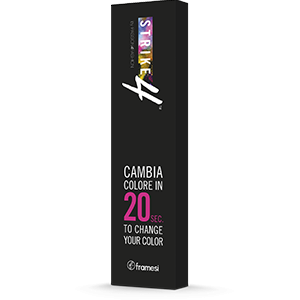 STRIKE
4
CAMBIA
COLORE IN
20 SEC.
TO CHANGE
YOUR COLOR
framesi